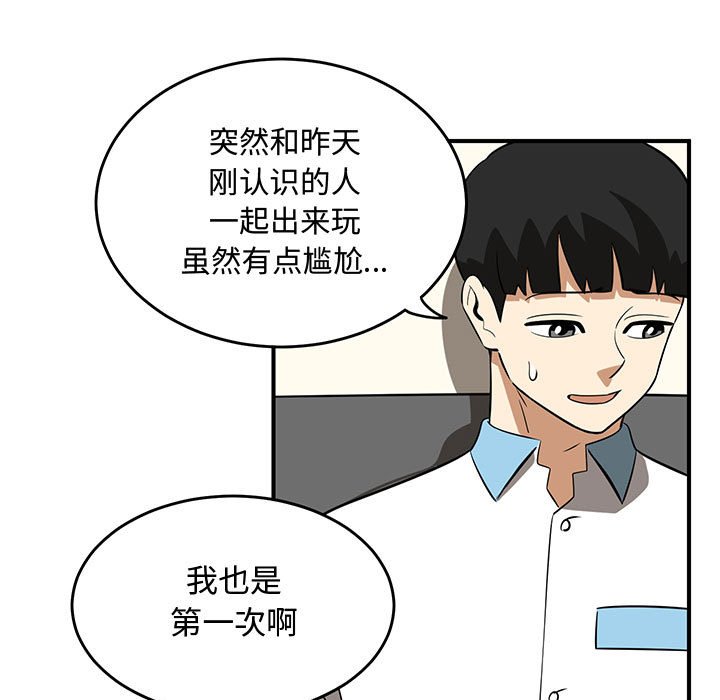 突然和昨天
刚认识的人
一起出来玩
虽然有点尴尬...
我也是
第一次啊